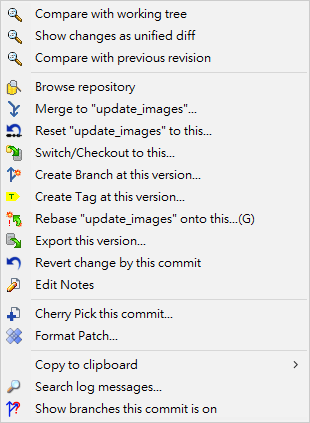 Compare with working tree
Show changes as unified diff
Compare with previous revision
Browse repository
Merge to "update_images"...
Reset "update_images" to this...
Switch/Checkout to this...
Create Branch at this version...
Create Tag at this version...
Rebase "update_images" onto this...(G)
Export this version...
Revert change by this commit
Edit Notes
Cherry Pick this commit...
Format Patch...
Copy to clipboard
Search log messages...
Show branches this commit is on